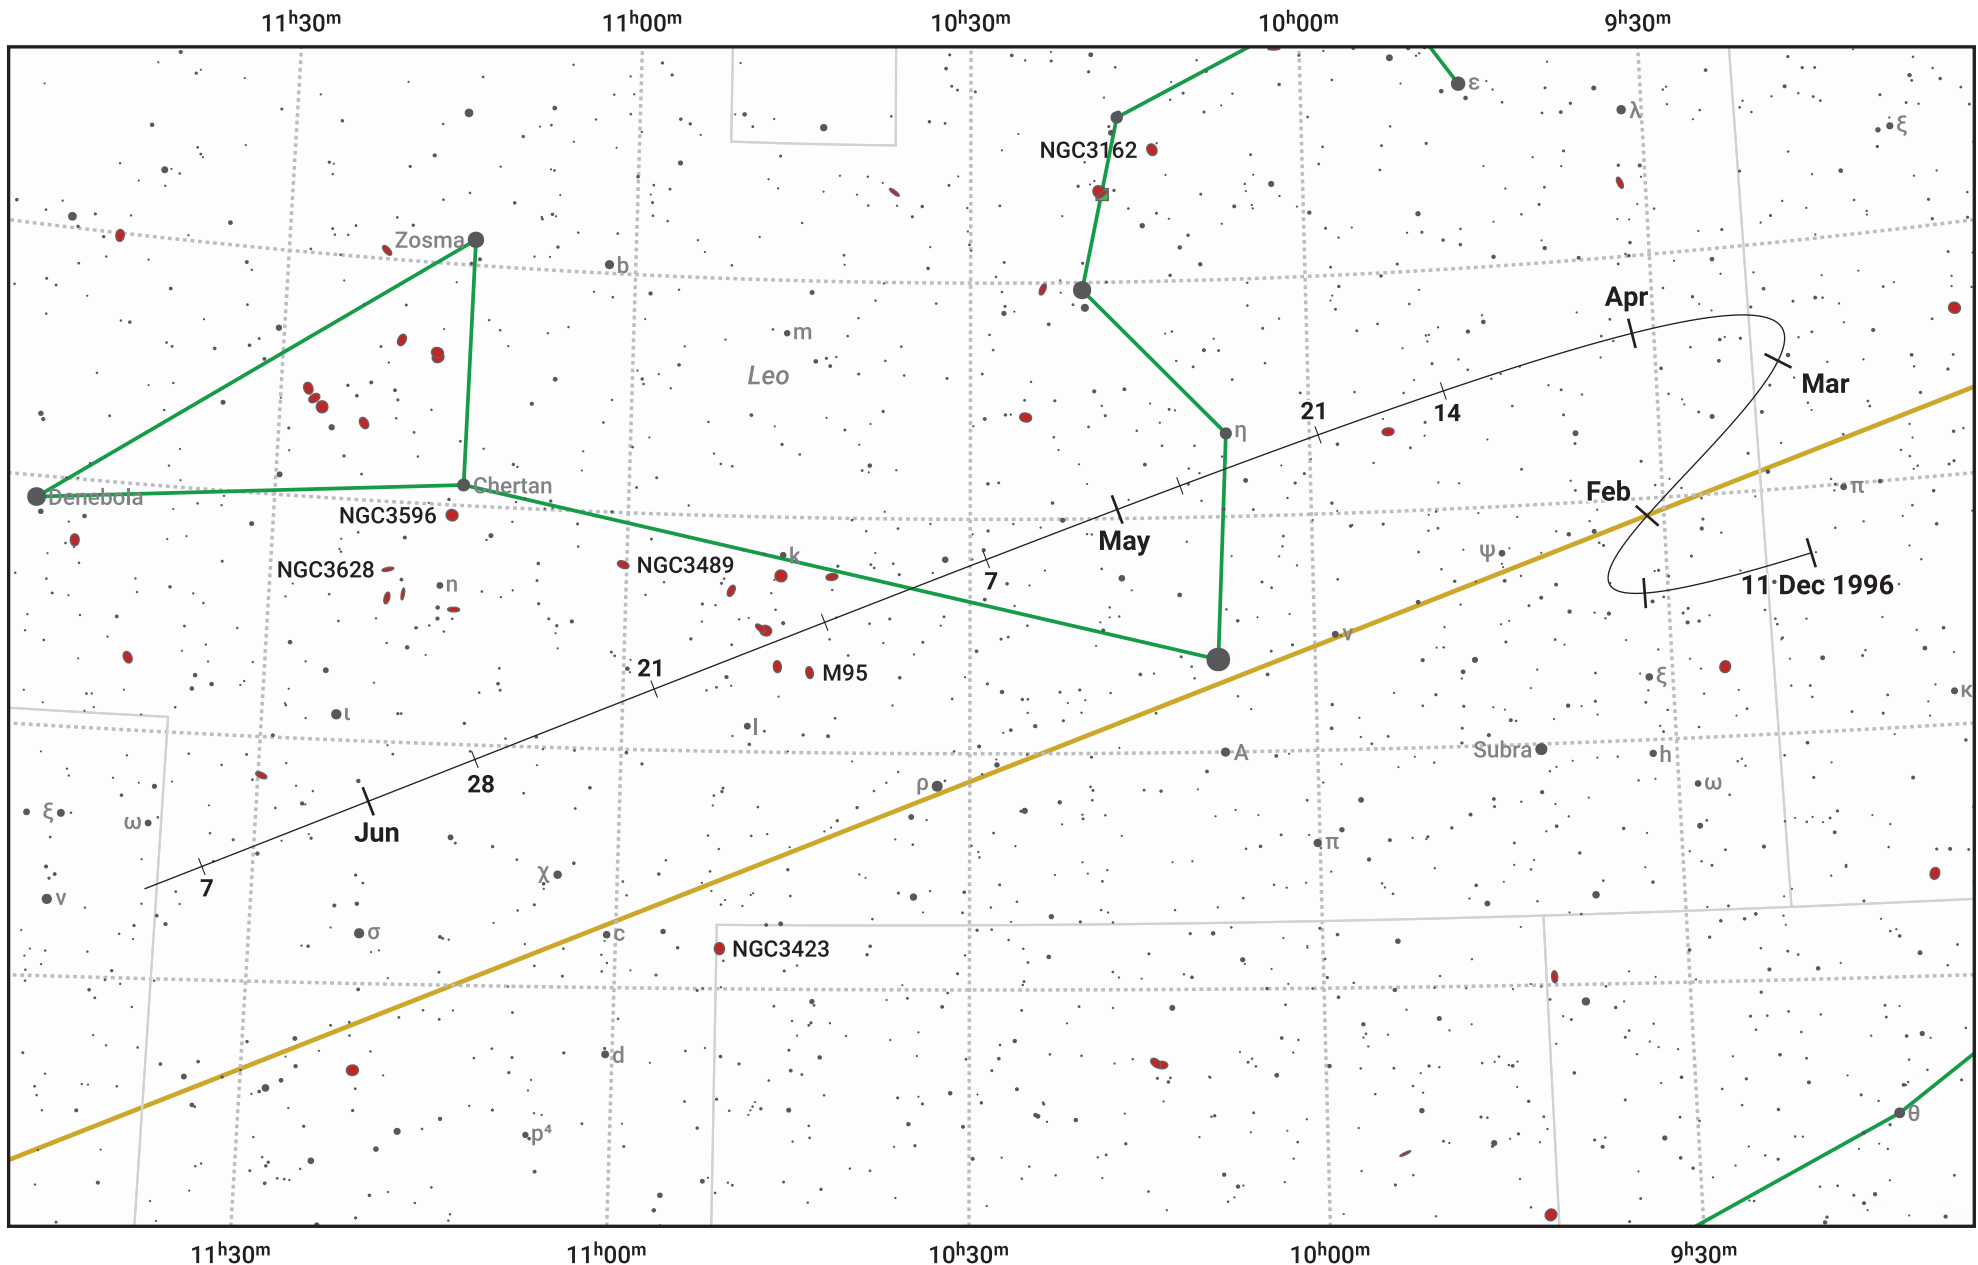 11ʰ30ᵐ 11ʰ00ᵐ 10ʰ30ᵐ 10ʰ00ᵐ 9ʰ30ᵐ
ε
λ
ξ
NGC3162
Zosma
b
Apr
m
Leo
Mar
21
14
η
Chertan
Denebola
π
Feb
NGC3596
May
k
ψ
NGC3489
NGC3628
7
n
11 Dec 1996
ν
21
M95
ξ
κ
ι
l
A
Subra
h
28
ρ
ω
ξ
ω
Jun
π
χ
7
ν
σ
c
NGC3423
d
θ
p⁴
11ʰ30ᵐ 11ʰ00ᵐ 10ʰ30ᵐ 10ʰ00ᵐ 9ʰ30ᵐ